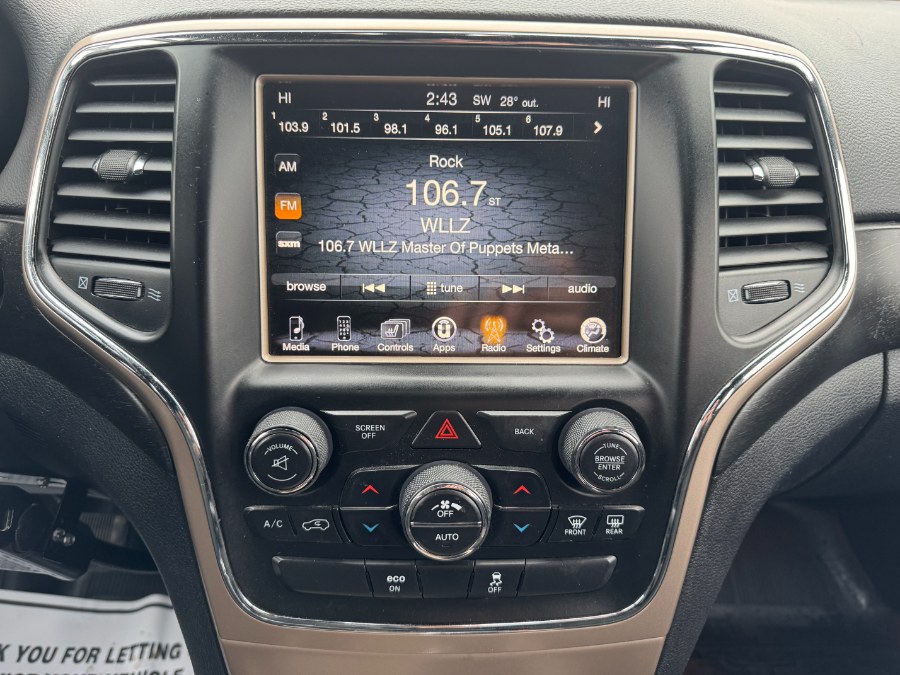 HI 2:43 SW 28° out. HI
1 103.9 2 101.5 3 98.1 4 96.1 5 105.1 6 107.9
AM
FM
sxm
Rock
106.7 ST
WLLZ
106.7 WLLZ Master Of Puppets Meta...
browse tune audio
Media Phone Controls Apps Radio Settings Climate
VOLUME
SCREEN
OFF
BACK
TUNE
BROWSE
ENTER
SCROLL
OFF
AUTO
A/C
FRONT
REAR
eco
ON
OFF
K YOU FOR LETTING